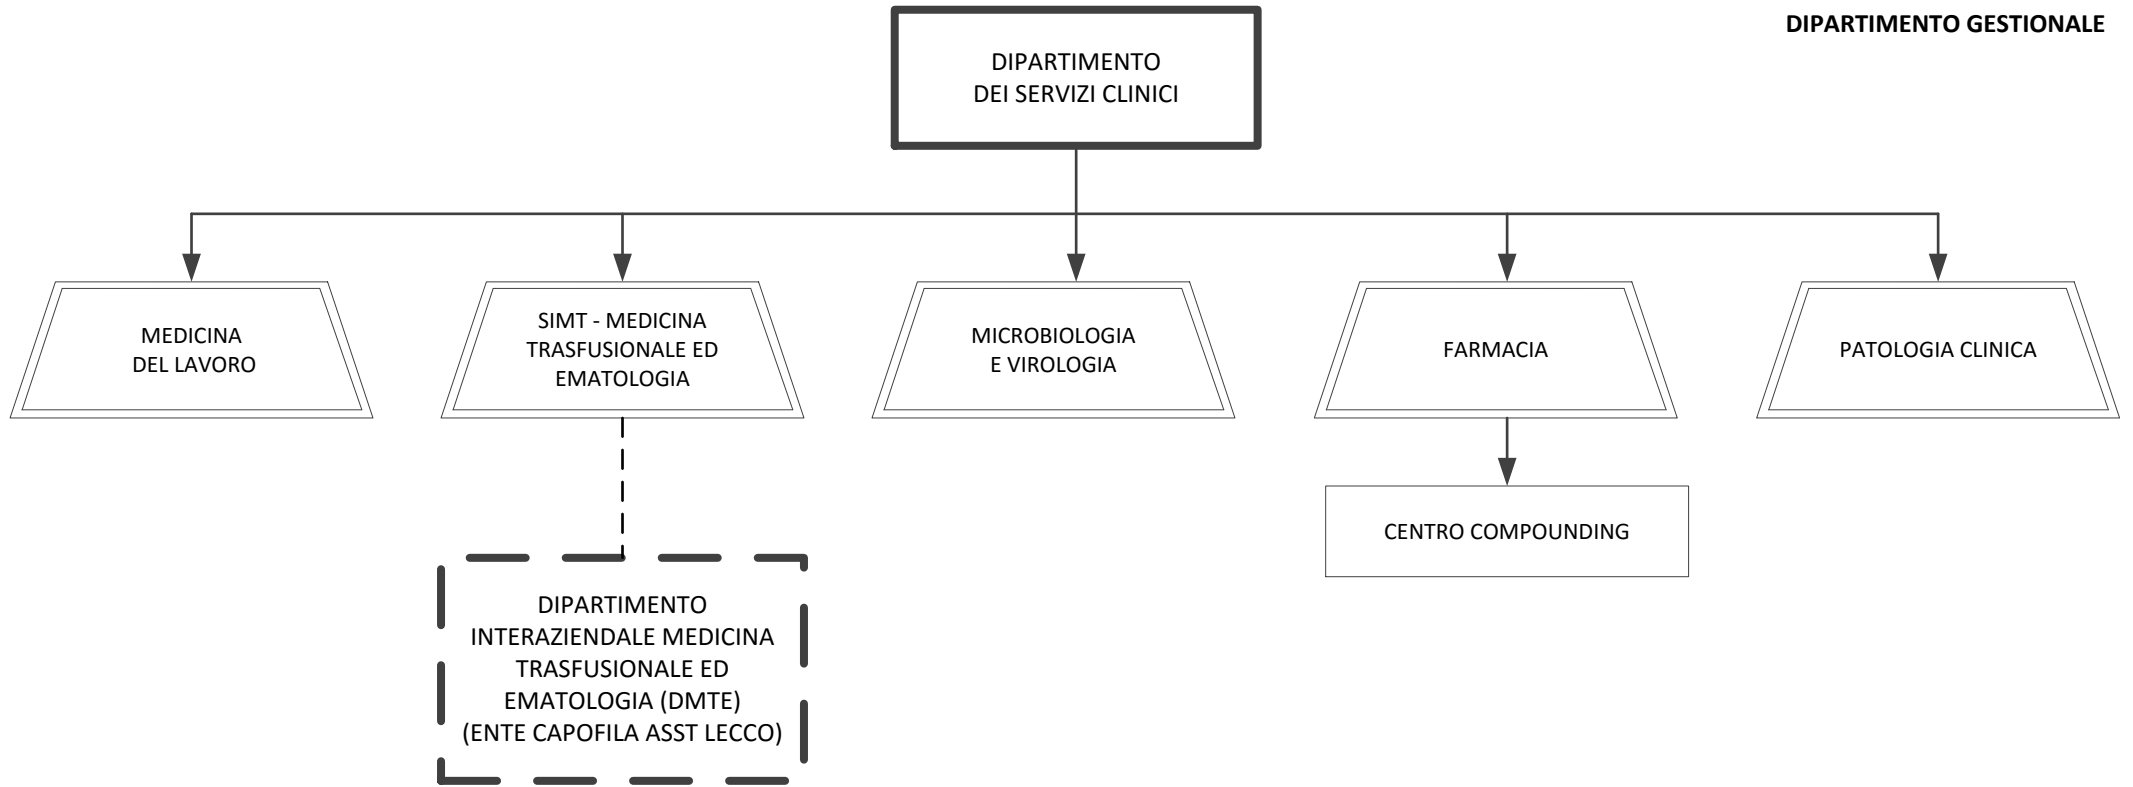 DIPARTIMENTO GESTIONALE
DIPARTIMENTO
DEI SERVIZI CLINICI
MEDICINA
DEL LAVORO
SIMT - MEDICINA
TRASFUSIONALE ED
EMATOLOGIA
MICROBIOLOGIA
E VIROLOGIA
FARMACIA
PATOLOGIA CLINICA
CENTRO COMPOUNDING
DIPARTIMENTO
INTERAZIENDALE MEDICINA
TRASFUSIONALE ED
EMATOLOGIA (DMTE)
(ENTE CAPOFILA ASST LECCO)